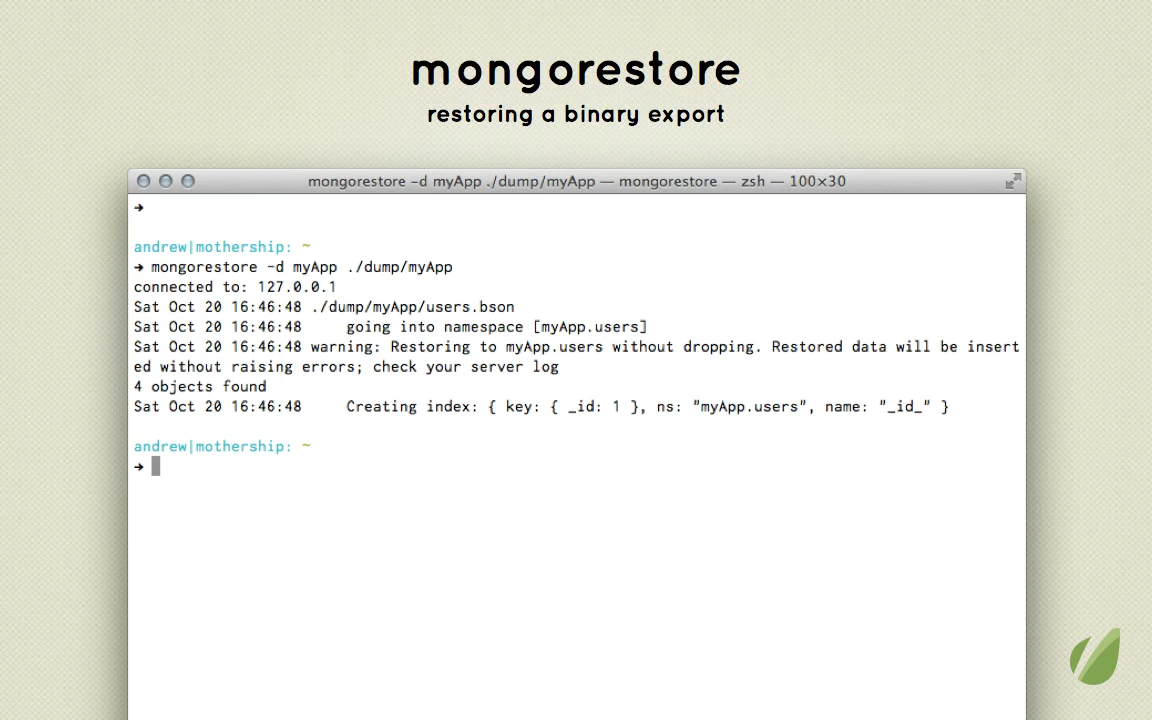 mongorestore
restoring a binary export
mongorestore -d myApp ./dump/myApp — mongorestore — zsh — 100×30
➜
andrew|mothership: ~
➜ mongorestore -d myApp ./dump/myApp
connected to: 127.0.0.1
Sat Oct 20 16:46:48 ./dump/myApp/users.bson
Sat Oct 20 16:46:48     going into namespace [myApp.users]
Sat Oct 20 16:46:48 warning: Restoring to myApp.users without dropping. Restored data will be insert
ed without raising errors; check your server log
4 objects found
Sat Oct 20 16:46:48     Creating index: { key: { _id: 1 }, ns: "myApp.users", name: "_id_" }
andrew|mothership: ~
➜